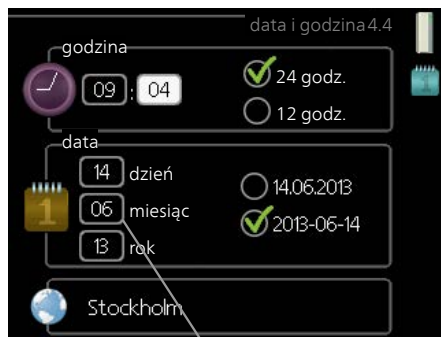 data i godzina 4.4
godzina
09 : 04
24 godz.
12 godz.
data
14 dzień
06 miesiąc
13 rok
14.06.2013
2013-06-14
1
Stockholm